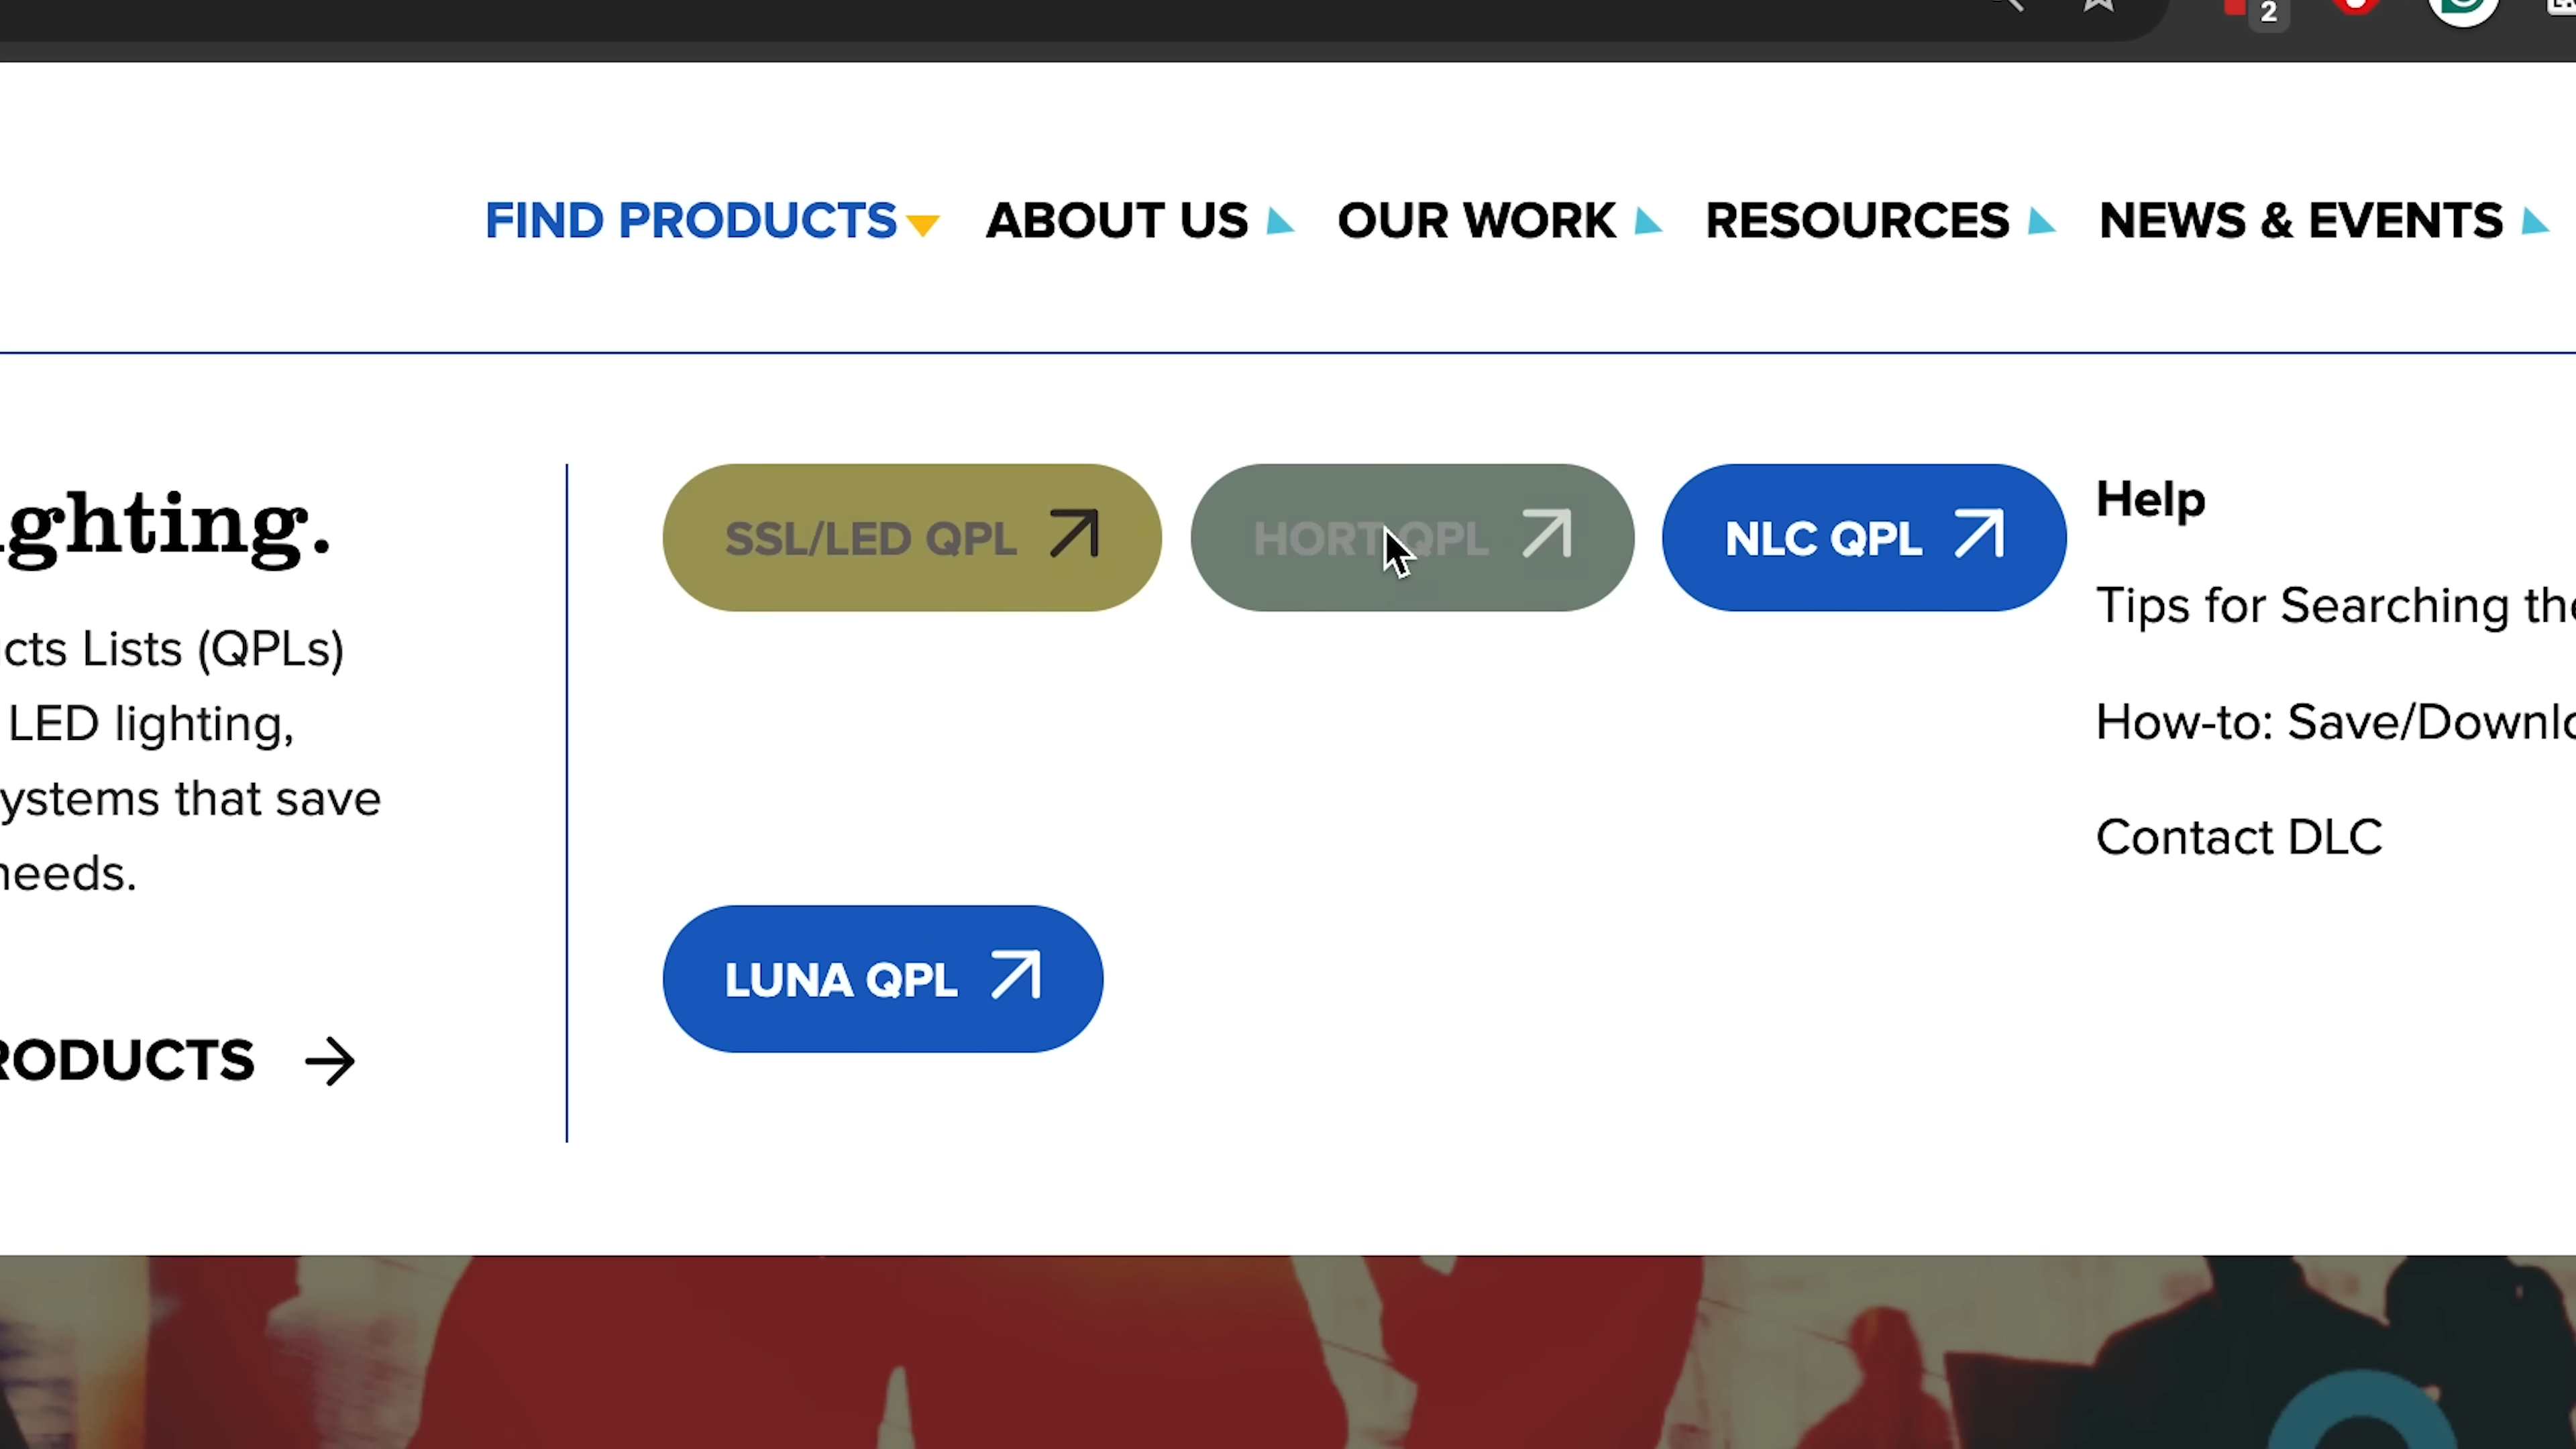 2
FIND PRODUCTS ABOUT US OUR WORK RESOURCES NEWS & EVENTS
ghting.
cts Lists (QPLs)
LED lighting,
ystems that save
needs.
RODUCTS
SSL/LED QPL
HORT QPL
NLC QPL
LUNA QPL
Help
Tips for Searching the
How-to: Save/Downlo
Contact DLC